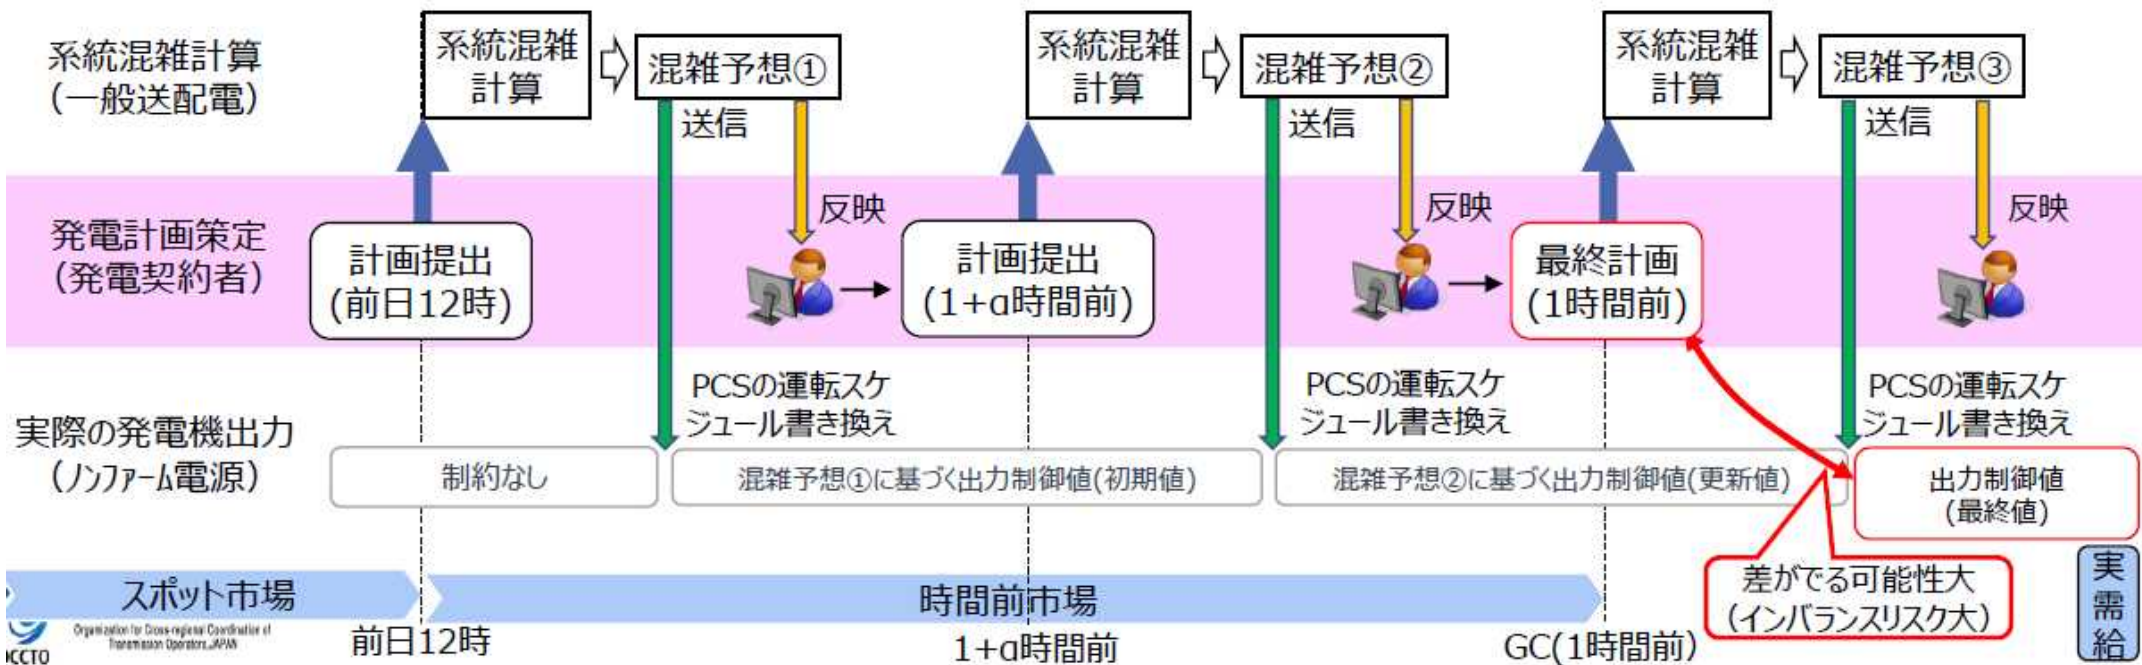 系統混雑計算
(一般送配電)
系統混雑
計算
混雑予想①
系統混雑
計算
混雑予想②
系統混雑
計算
混雑予想③
送信
送信
送信
反映
反映
反映
発電計画策定
(発電契約者)
計画提出
(前日12時)
計画提出
(1+α時間前)
最終計画
(1時間前)
PCSの運転スケ
ジュール書き換え
PCSの運転スケ
ジュール書き換え
PCSの運転スケ
ジュール書き換え
実際の発電機出力
(ノンファーム電源)
制約なし
混雑予想①に基づく出力制御値(初期値)
混雑予想②に基づく出力制御値(更新値)
出力制御値
(最終値)
差がでる可能性大
(インバランスリスク大)
実需給
スポット市場
時間前市場
Organization for Cross-regional Coordination of
Transmission Operators, JAPAN
OCCTO
前日12時
1+α時間前
GC(1時間前)